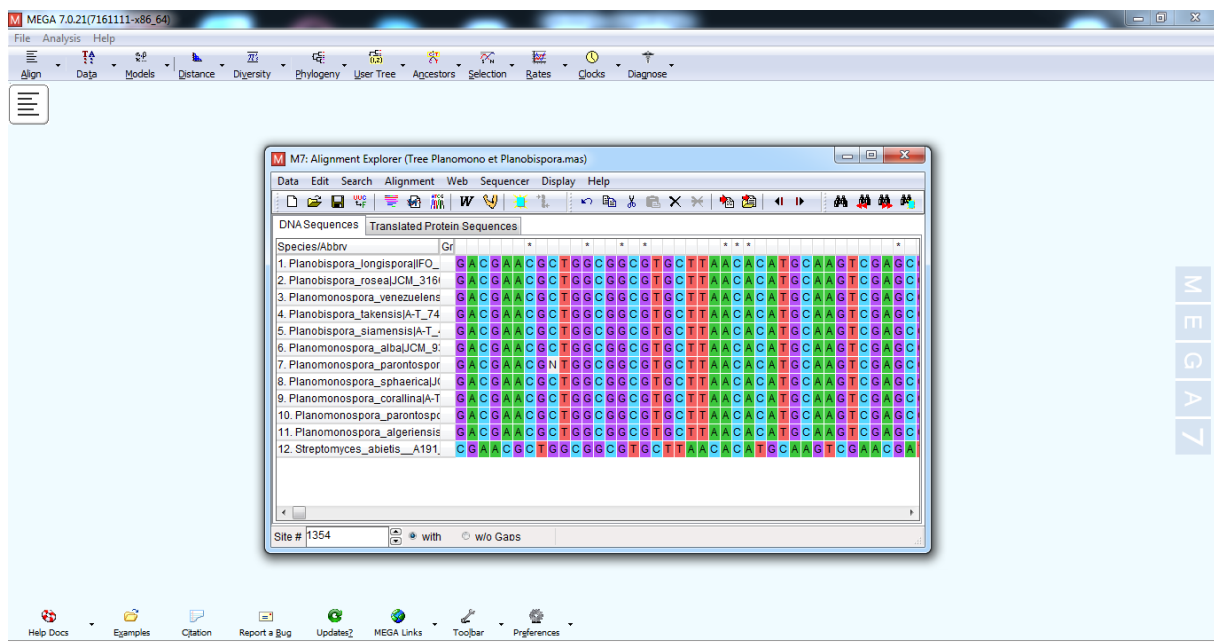 MEGA 7.0.21(7161111-x86_64)
File Analysis Help
Align Data Models Distance Diversity Phylogeny User Tree Ancestors Selection Rates Clocks Diagnose
M7: Alignment Explorer (Tree Planomono et Planobispora.mas)
Data Edit Search Alignment Web Sequencer Display Help
DNA Sequences Translated Protein Sequences
Species/Abbrv Gr * * * * * * * *
1. Planobispora_longispora|IFO_ GACGAACGCTGGCGGCGTGCTTAACACATGCAAGTCGAGC
2. Planobispora_rosea|JCM_316 GACGAACGCTGGCGGCGTGCTTAACACATGCAAGTCGAGC
3. Planomonospora_venezuelens GACGAACGCTGGCGGCGTGCTTAACACATGCAAGTCGAGC
4. Planobispora_takensis|A-T_74 GACGAACGCTGGCGGCGTGCTTAACACATGCAAGTCGAGC
5. Planobispora_siamensis|A-T_ GACGAACGCTGGCGGCGTGCTTAACACATGCAAGTCGAGC
6. Planomonospora_alba|JCM_9 GACGAACGCTGGCGGCGTGCTTAACACATGCAAGTCGAGC
7. Planomonospora_parontospor GACGAACGNTGGCGGCGTGCTTAACACATGCAAGTCGAGC
8. Planomonospora_sphaerica|J GACGAACGCTGGCGGCGTGCTTAACACATGCAAGTCGAGC
9. Planomonospora_corallina|A-T GACGAACGCTGGCGGCGTGCTTAACACATGCAAGTCGAGC
10. Planomonospora_parontospo GACGAACGCTGGCGGCGTGCTTAACACATGCAAGTCGAGC
11. Planomonospora_algeriensis GACGAACGCTGGCGGCGTGCTTAACACATGCAAGTCGAGC
12. Streptomyces_abietis__A191_ CGAACGCTGGCGGCGTGCTTAACACATGCAAGTCGAACGA
Site # 1354 with w/o Gaps
MEGA7
Help Docs Examples Citation Report a Bug Updates? MEGA Links Toolbar Preferences